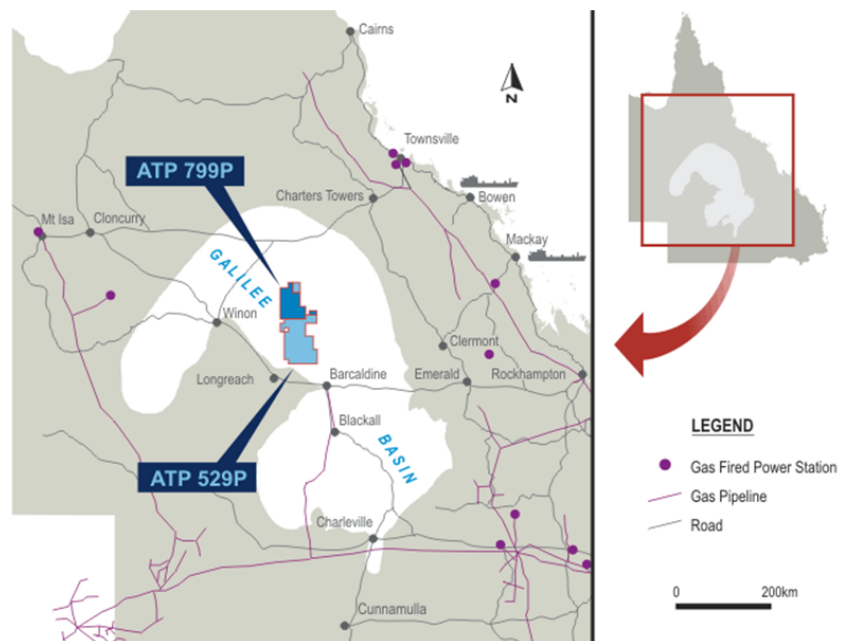 Cairns
N
Townsville
ATP 799P
Charters Towers
Bowen
Mt Isa
Cloncurry
Mackay
GALILEE
Winon
Clermont
Longreach
Barcaldine
Emerald
Rockhampton
Blackall
BASIN
ATP 529P
Charleville
Cunnamulla
LEGEND
Gas Fired Power Station
Gas Pipeline
Road
0
200km